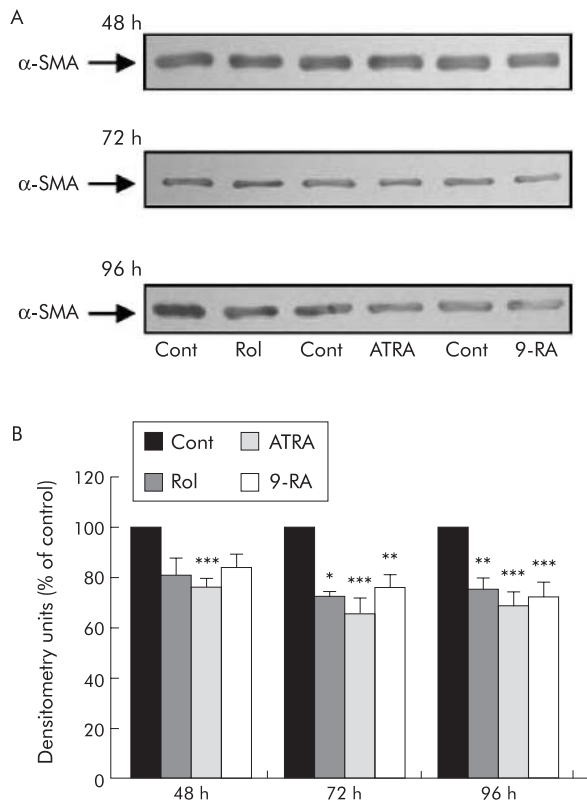 A
48 h
α-SMA
72 h
α-SMA
96 h
α-SMA
Cont Rol Cont ATRA Cont 9-RA
B
Cont ATRA
Rol 9-RA
Densitometry units (% of control)
120
100
80
60
40
20
0
***
* *** **
** *** ***
48 h 72 h 96 h